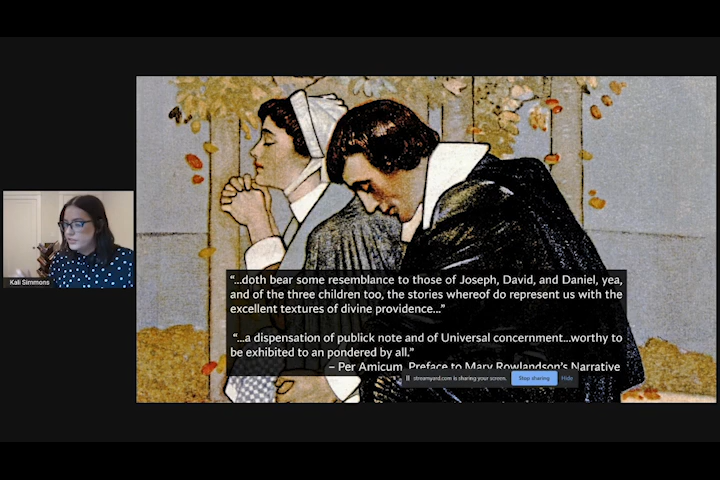 Kali Simmons
“...doth bear some resemblance to those of Joseph, David, and Daniel, yea,
and of the three children too, the stories whereof do represent us with the
excellent textures of divine providence...”
“...a dispensation of publick note and of Universal concernment...worthy to
be exhibited to an pondered by all.”
– Per Amicum, Preface to Mary Rowlandson’s Narrative
streamyard.com is sharing your screen.
Stop sharing
Hide